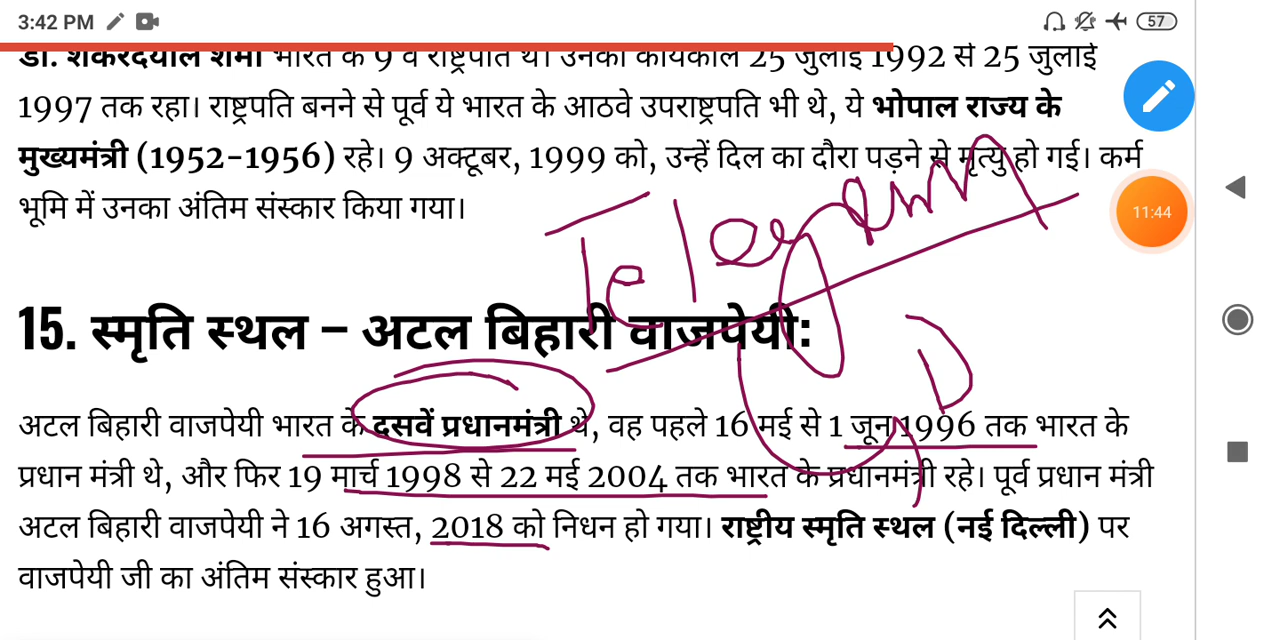 3:42 PM
57
डॉ. शंकरदयाल शर्मा भारत के 9 वे राष्ट्रपति थे। उनका कार्यकाल 25 जुलाई 1992 से 25 जुलाई
1997 तक रहा। राष्ट्रपति बनने से पूर्व ये भारत के आठवे उपराष्ट्रपति भी थे, ये भोपाल राज्य के
मुख्यमंत्री (1952-1956) रहे। 9 अक्टूबर, 1999 को, उन्हें दिल का दौरा पड़ने से मृत्यु हो गई। कर्म
भूमि में उनका अंतिम संस्कार किया गया।
11:44
Telegram
15. स्मृति स्थल – अटल बिहारी वाजपेयी:
अटल बिहारी वाजपेयी भारत के दसवें प्रधानमंत्री थे, वह पहले 16 मई से 1 जून 1996 तक भारत के
प्रधान मंत्री थे, और फिर 19 मार्च 1998 से 22 मई 2004 तक भारत के प्रधानमंत्री रहे। पूर्व प्रधान मंत्री
अटल बिहारी वाजपेयी ने 16 अगस्त, 2018 को निधन हो गया। राष्ट्रीय स्मृति स्थल (नई दिल्ली) पर
वाजपेयी जी का अंतिम संस्कार हुआ।